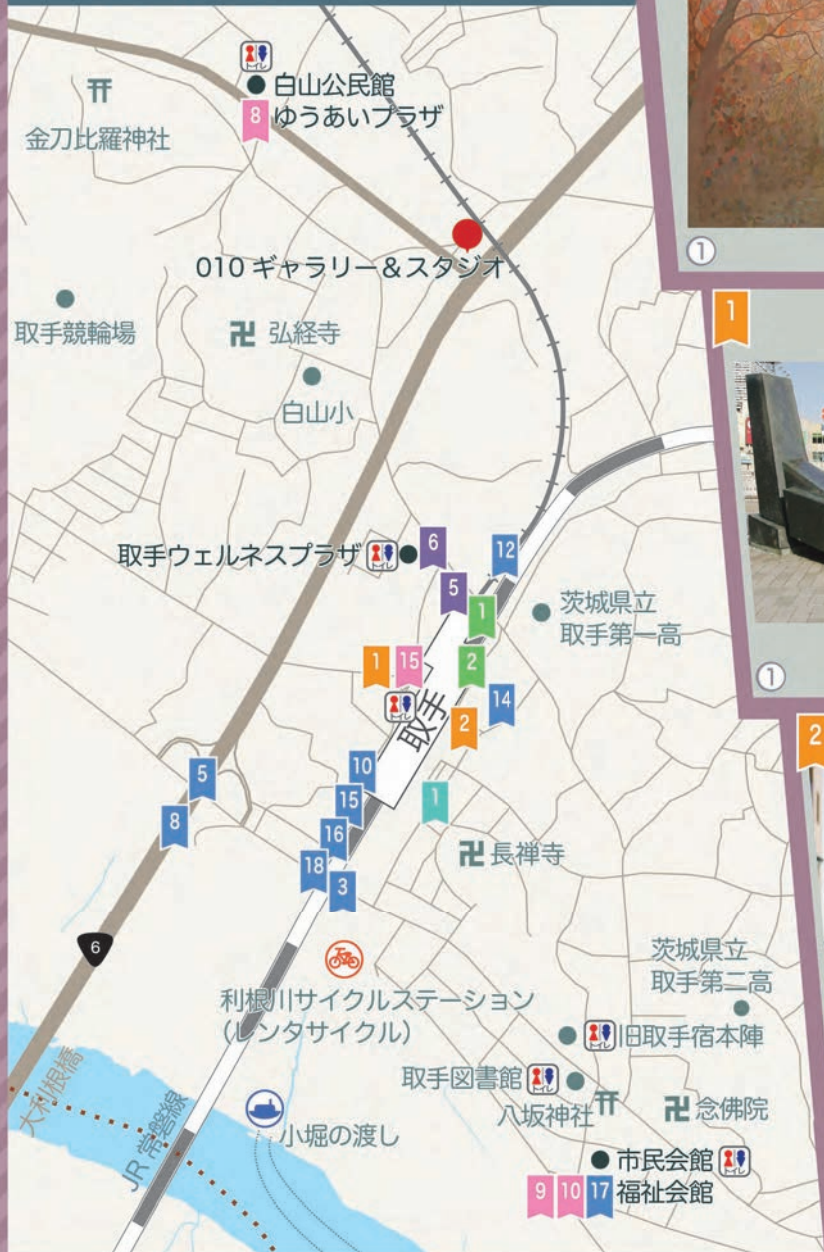 トイレ
白山公民館
8 ゆうあいプラザ
金刀比羅神社
①
010 ギャラリー&スタジオ
取手競輪場
弘経寺
白山小
1
①
取手ウェルネスプラザ
トイレ
6
12
5
1
茨城県立
取手第一高
1
15
2
トイレ
取手
14
2
2
5
10
8
15
1
16
長禅寺
18
3
6
茨城県立
取手第二高
利根川サイクルステーション
(レンタサイクル)
トイレ
旧取手宿本陣
取手図書館
トイレ
八坂神社
念佛院
大利根橋
JR 常磐線
小堀の渡し
市民会館
トイレ
9 10 17 福祉会館